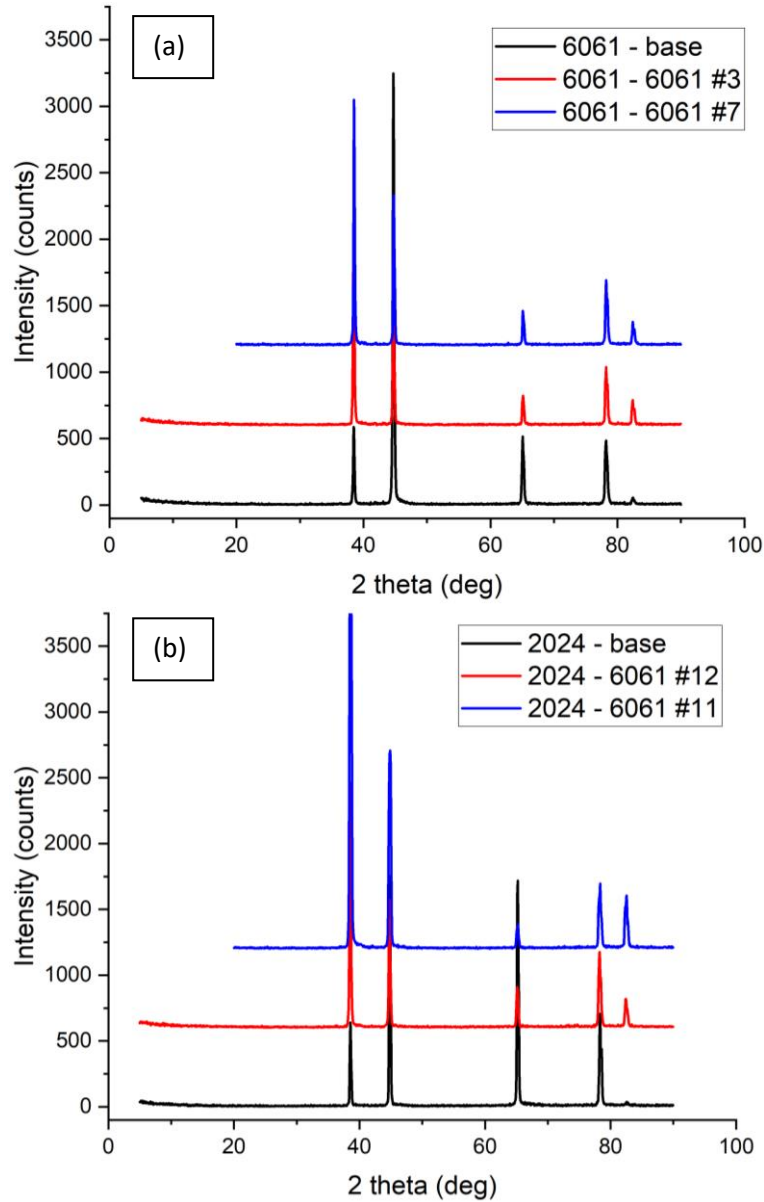 (a)
6061 - base
6061 - 6061 #3
6061 - 6061 #7
Intensity (counts)
3500
3000
2500
2000
1500
1000
500
0
0 20 40 60 80 100
2 theta (deg)
(b)
2024 - base
2024 - 6061 #12
2024 - 6061 #11
Intensity (counts)
3500
3000
2500
2000
1500
1000
500
0
0 20 40 60 80 100
2 theta (deg)